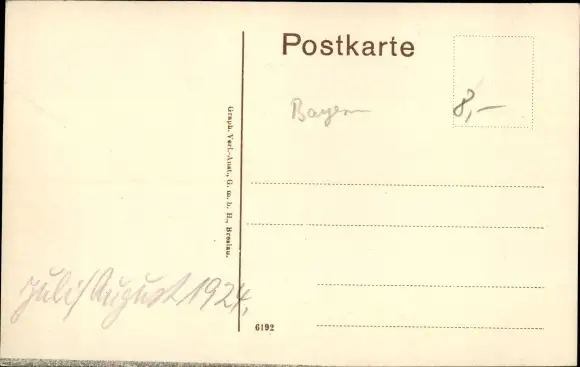 Postkarte
Bayern
8,-
Graph. Verl.-Anst., G. m. b. H., Breslau.
Juli/August 1924.
6192